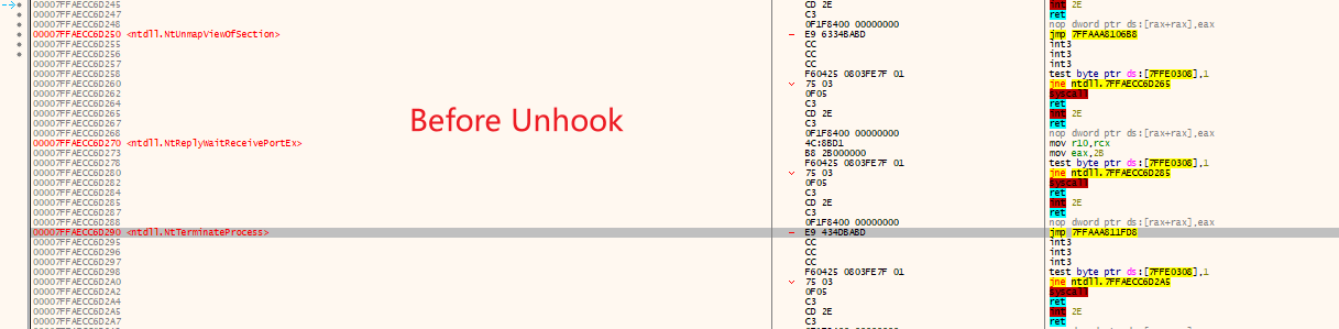 00007FFAECC6D245 CD 2E int 2E
00007FFAECC6D247 C3 ret
00007FFAECC6D248 0F1F8400 00000000 nop dword ptr ds:[rax+rax],eax
00007FFAECC6D250 <ntdll.NtUnmapViewOfSection> E9 6334BABD jmp 7FFAAA8106B8
00007FFAECC6D255 CC int3
00007FFAECC6D256 CC int3
00007FFAECC6D257 CC int3
00007FFAECC6D258 F60425 0803FE7F 01 test byte ptr ds:[7FFE0308],1
00007FFAECC6D260 75 03 jne ntdll.7FFAECC6D265
00007FFAECC6D262 0F05 syscall
00007FFAECC6D264 C3 ret
00007FFAECC6D265 CD 2E int 2E
00007FFAECC6D267 C3 ret
Before Unhook
00007FFAECC6D268 0F1F8400 00000000 nop dword ptr ds:[rax+rax],eax
00007FFAECC6D270 <ntdll.NtReplyWaitReceivePortEx> 4C:8BD1 mov r10,rcx
00007FFAECC6D273 B8 2B000000 mov eax,2B
00007FFAECC6D278 F60425 0803FE7F 01 test byte ptr ds:[7FFE0308],1
00007FFAECC6D280 75 03 jne ntdll.7FFAECC6D285
00007FFAECC6D282 0F05 syscall
00007FFAECC6D284 C3 ret
00007FFAECC6D285 CD 2E int 2E
00007FFAECC6D287 C3 ret
00007FFAECC6D288 0F1F8400 00000000 nop dword ptr ds:[rax+rax],eax
00007FFAECC6D290 <ntdll.NtTerminateProcess> E9 434DBABD jmp 7FFAAA811FD8
00007FFAECC6D295 CC int3
00007FFAECC6D296 CC int3
00007FFAECC6D297 CC int3
00007FFAECC6D298 F60425 0803FE7F 01 test byte ptr ds:[7FFE0308],1
00007FFAECC6D2A0 75 03 jne ntdll.7FFAECC6D2A5
00007FFAECC6D2A2 0F05 syscall
00007FFAECC6D2A4 C3 ret
00007FFAECC6D2A5 CD 2E int 2E
00007FFAECC6D2A7 C3 ret